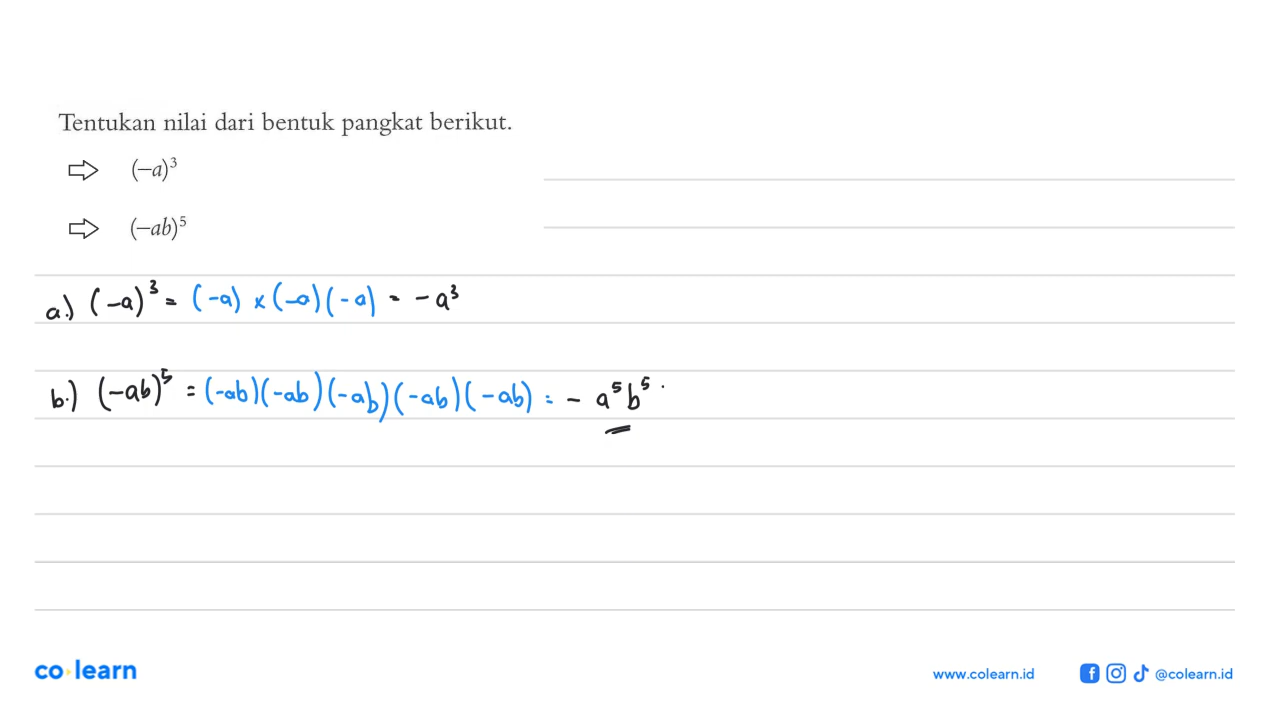 Tentukan nilai dari bentuk pangkat berikut.
⇨ (–a)³
⇨ (–ab)⁵
a.) (-a)³ = (-a) x (-a)(-a) = - a³
b.) (-ab)⁵ = (-ab)(-ab)(-ab)(-ab)(-ab) = - a⁵b⁵.
co learn
www.colearn.id
@colearn.id